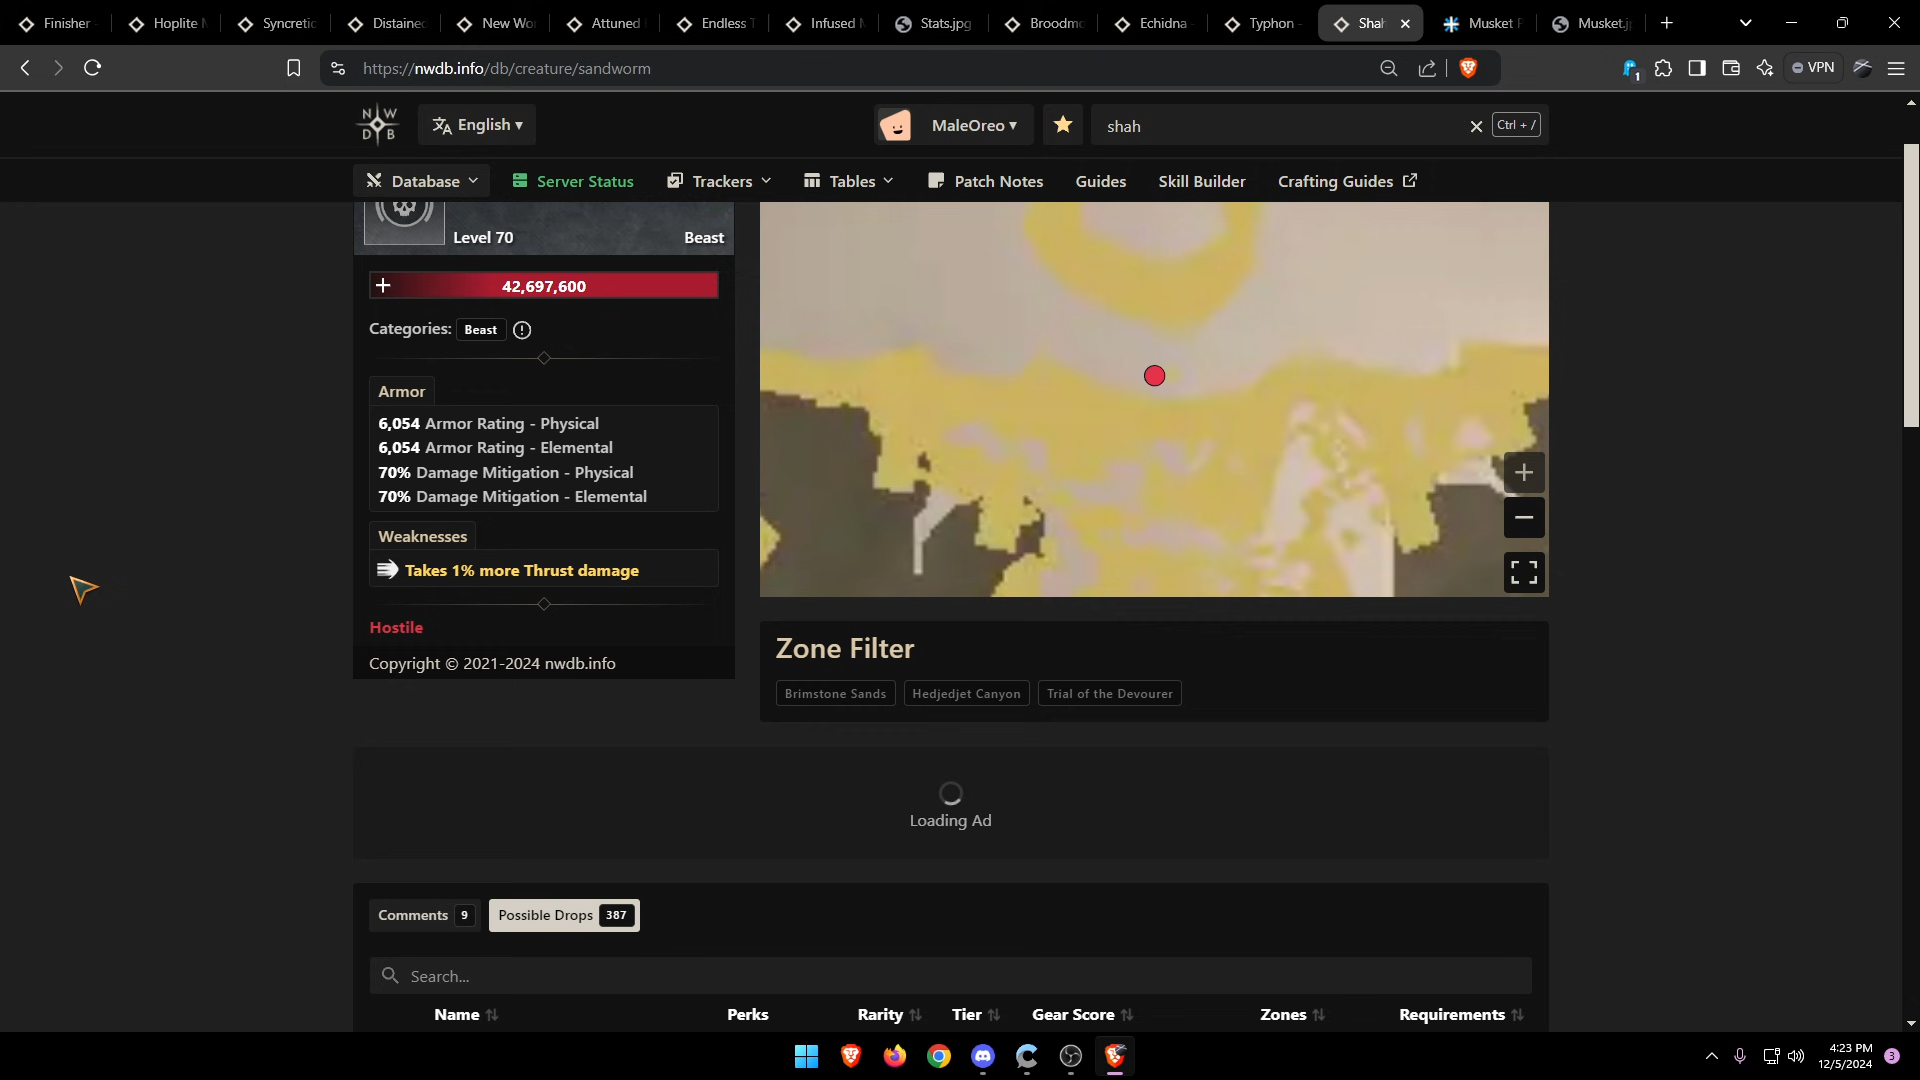 Finisher
Hoplite
Syncretic
Distained
New Wo
Attuned
Endless T
Infused M
Stats.jpg
Broodmo
Echidna
Typhon -
Shah
Musket P
Musket.j
https://nwdb.info/db/creature/sandworm
1
VPN
N W D B
English
MaleOreo
shah
Ctrl + /
Database
Server Status
Trackers
Tables
Patch Notes
Guides
Skill Builder
Crafting Guides
Level 70
Beast
42,697,600
Categories: Beast
Armor
6,054 Armor Rating - Physical
6,054 Armor Rating - Elemental
70% Damage Mitigation - Physical
70% Damage Mitigation - Elemental
Weaknesses
Takes 1% more Thrust damage
Hostile
Copyright © 2021-2024 nwdb.info
Zone Filter
Brimstone Sands
Hedjedjet Canyon
Trial of the Devourer
Loading Ad
Comments 9
Possible Drops 387
Search...
Name
Perks
Rarity
Tier
Gear Score
Zones
Requirements
4:23 PM
12/5/2024
3